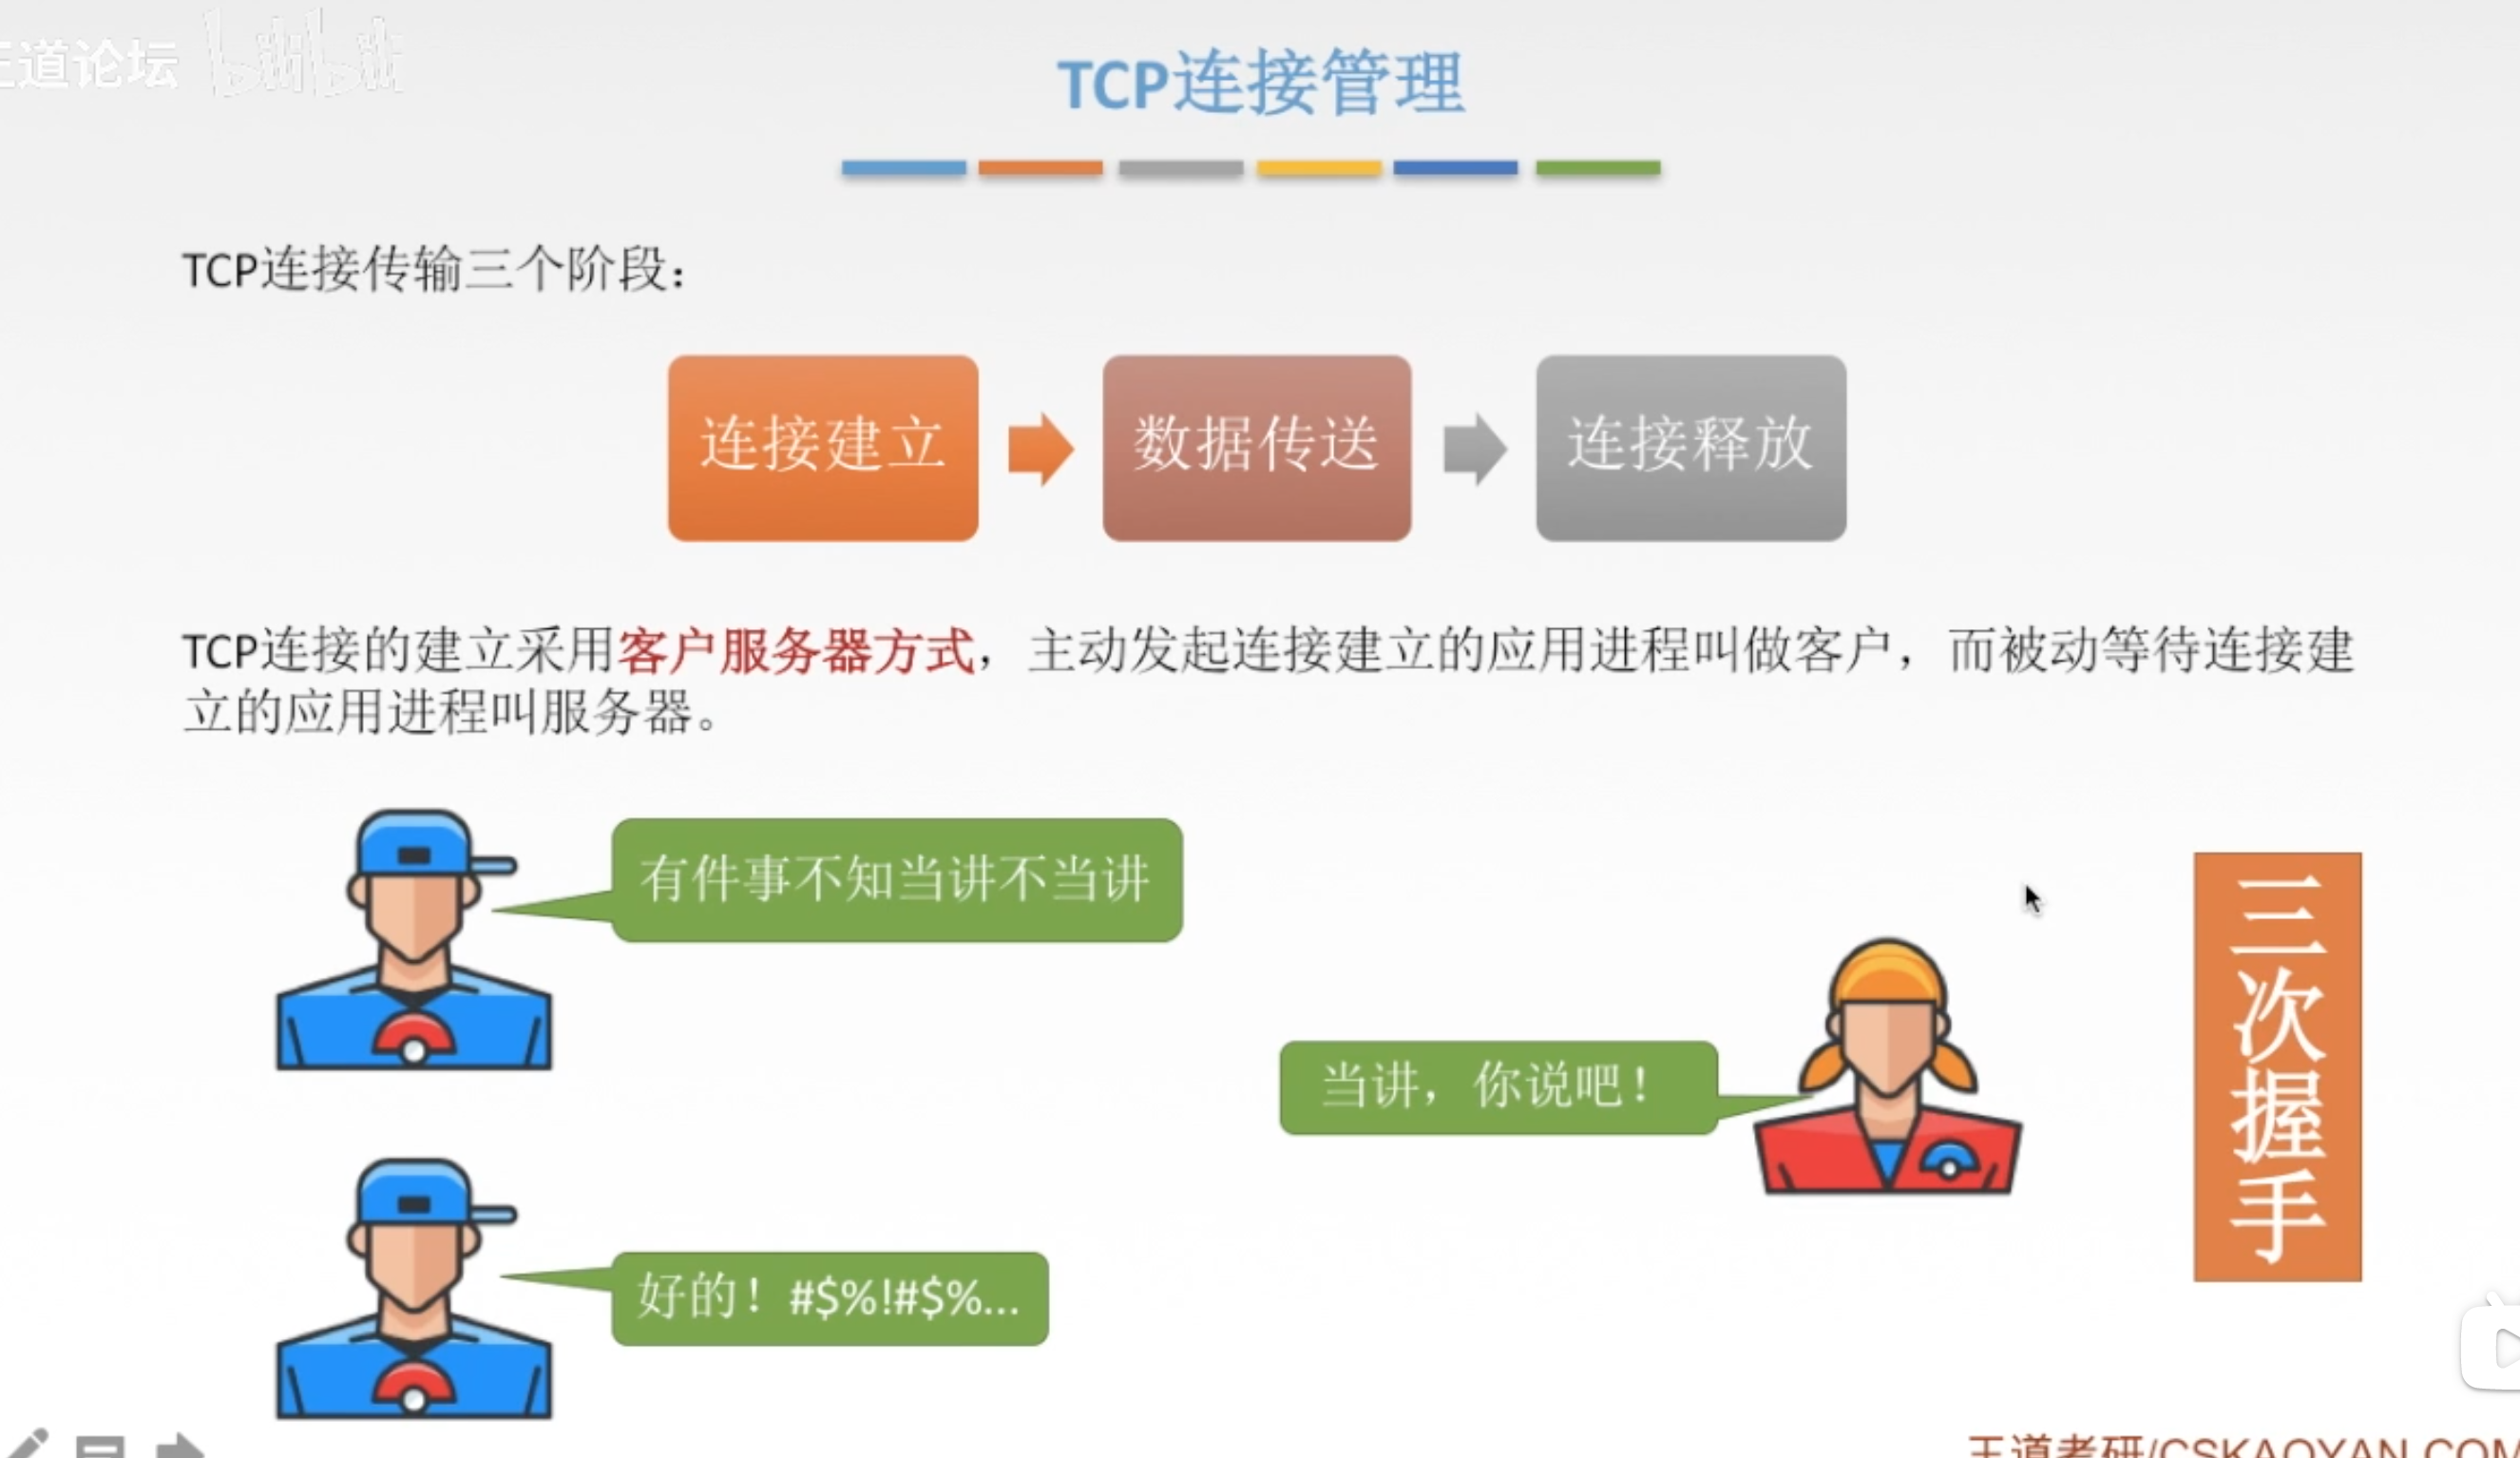 王道论坛 bilibili
TCP连接管理
TCP连接传输三个阶段：
连接建立
数据传送
连接释放
TCP连接的建立采用客户服务器方式，主动发起连接建立的应用进程叫做客户，而被动等待连接建
立的应用进程叫服务器。
有件事不知当讲不当讲
当讲，你说吧！
好的！#$%!#$%...
三次握手
王道考研/CSKAOYAN.COM